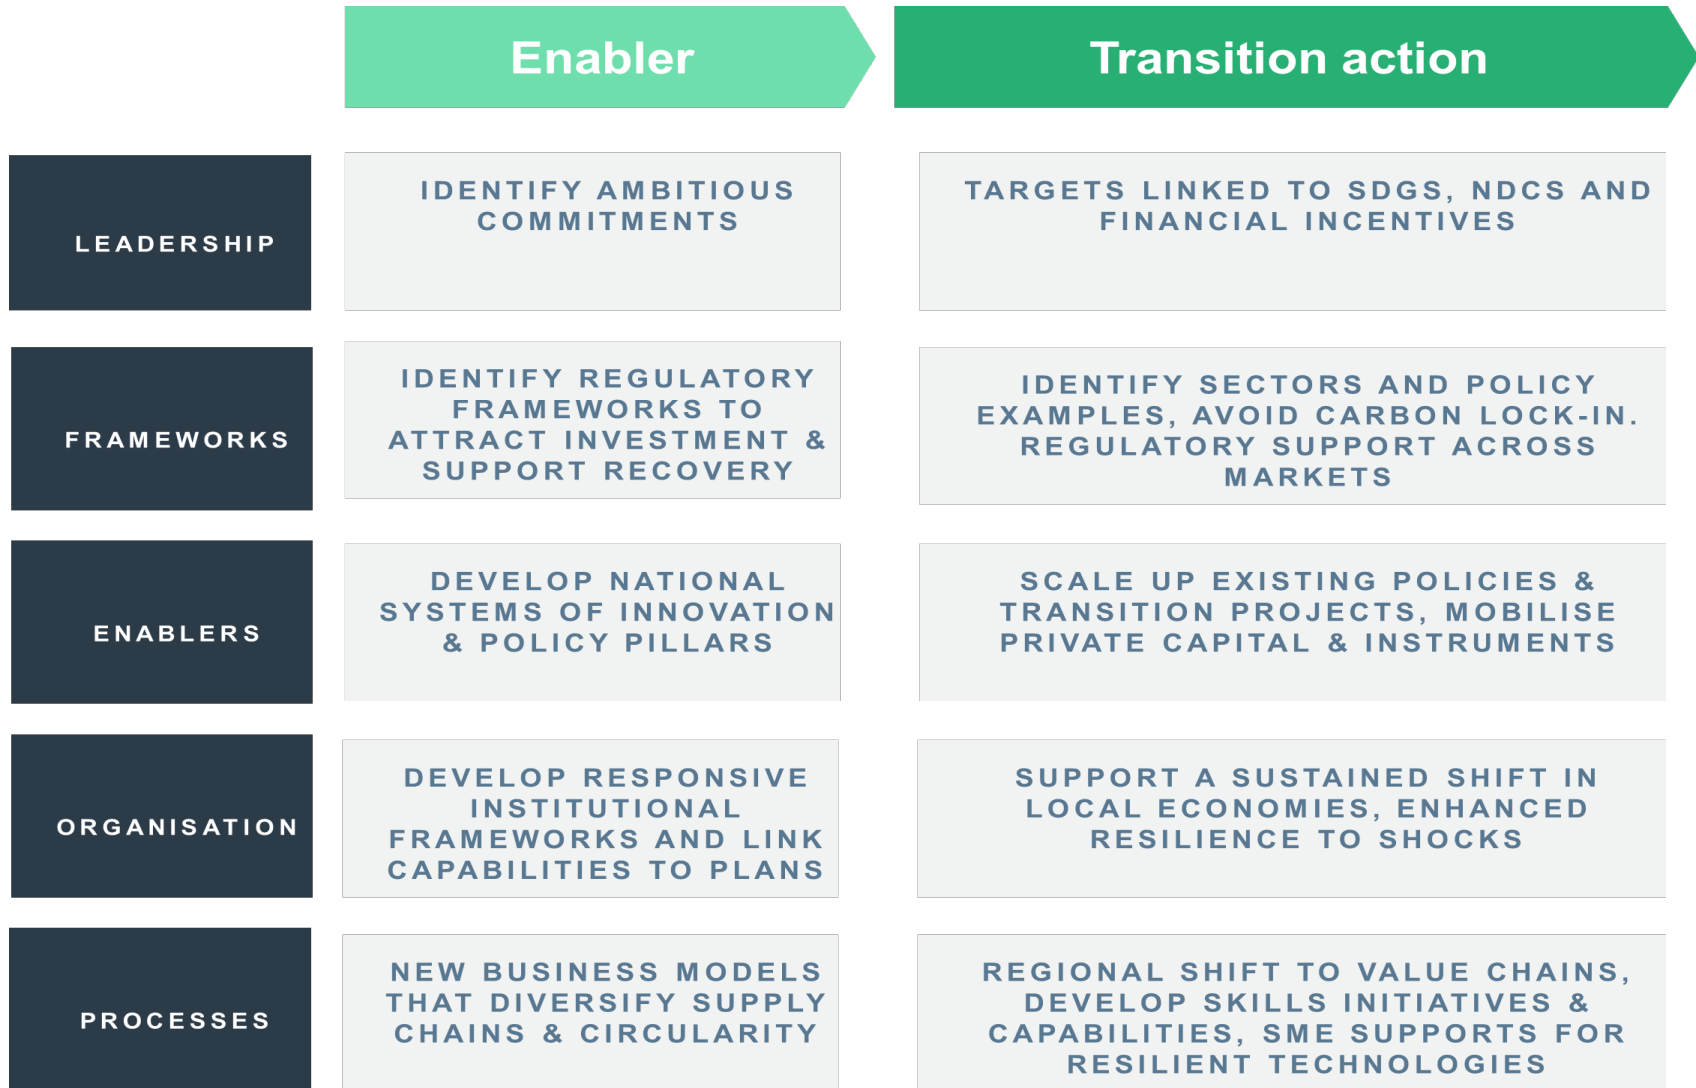 Enabler
Transition action
LEADERSHIP
IDENTIFY AMBITIOUS
COMMITMENTS
TARGETS LINKED TO SDGS, NDCS AND
FINANCIAL INCENTIVES
FRAMEWORKS
IDENTIFY REGULATORY
FRAMEWORKS TO
ATTRACT INVESTMENT &
SUPPORT RECOVERY
IDENTIFY SECTORS AND POLICY
EXAMPLES, AVOID CARBON LOCK-IN.
REGULATORY SUPPORT ACROSS
MARKETS
ENABLERS
DEVELOP NATIONAL
SYSTEMS OF INNOVATION
& POLICY PILLARS
SCALE UP EXISTING POLICIES &
TRANSITION PROJECTS, MOBILISE
PRIVATE CAPITAL & INSTRUMENTS
ORGANISATION
DEVELOP RESPONSIVE
INSTITUTIONAL
FRAMEWORKS AND LINK
CAPABILITIES TO PLANS
SUPPORT A SUSTAINED SHIFT IN
LOCAL ECONOMIES, ENHANCED
RESILIENCE TO SHOCKS
PROCESSES
NEW BUSINESS MODELS
THAT DIVERSIFY SUPPLY
CHAINS & CIRCULARITY
REGIONAL SHIFT TO VALUE CHAINS,
DEVELOP SKILLS INITIATIVES &
CAPABILITIES, SME SUPPORTS FOR
RESILIENT TECHNOLOGIES